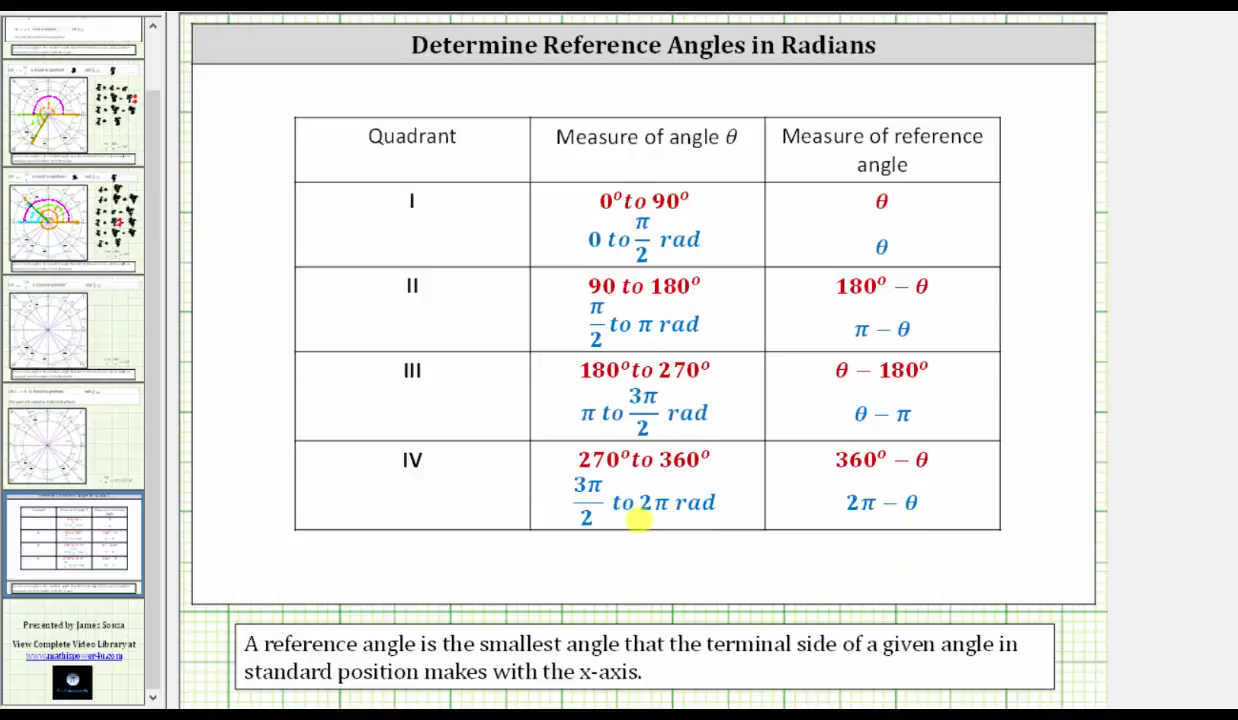 Determine Reference Angles in Radians
Quadrant
Measure of angle θ
Measure of reference
angle
I
0° to 90°
θ
0 to π/2 rad
θ
II
90 to 180°
180° − θ
π/2 to π rad
π − θ
III
180° to 270°
θ − 180°
π to 3π/2 rad
θ − π
IV
270° to 360°
360° − θ
3π/2 to 2π rad
2π − θ
A reference angle is the smallest angle that the terminal side of a given angle in
standard position makes with the x-axis.
Presented by James Sousa
View Complete Video Library at
www.mathispower4u.com